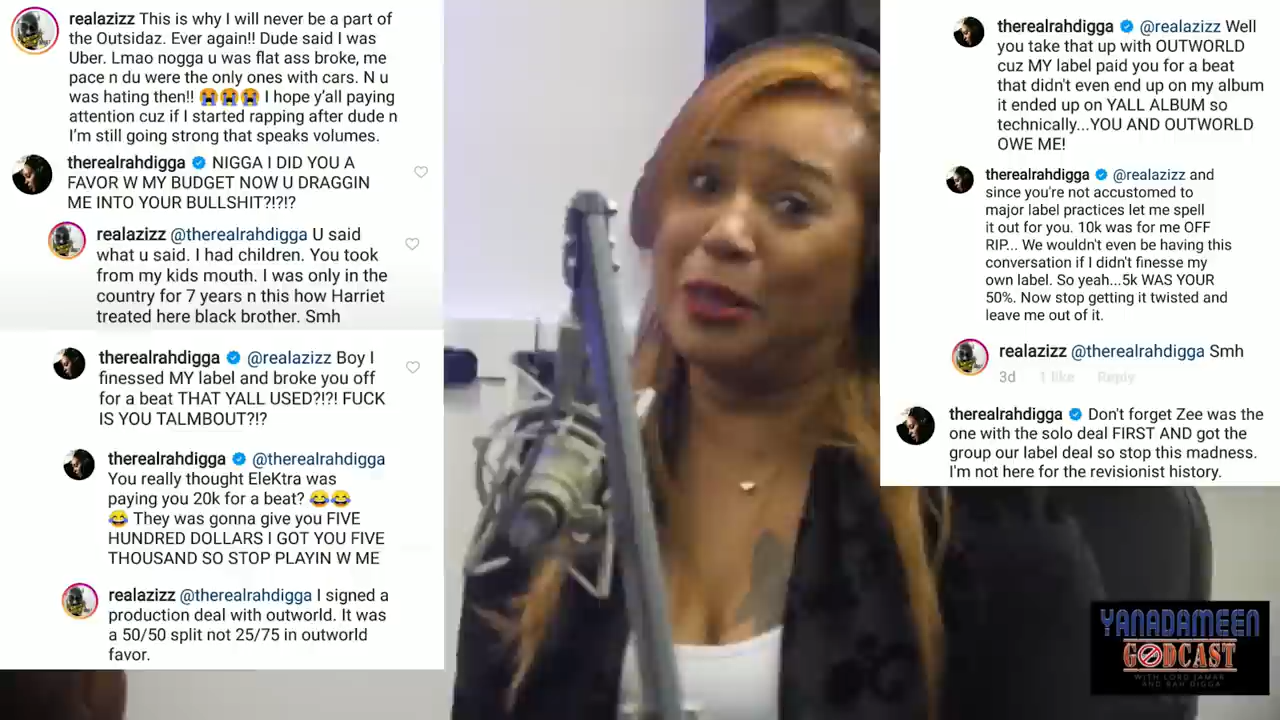 realazizz This is why I will never be a part of
the Outsidaz. Ever again!! Dude said I was
Uber. Lmao nogga u was flat ass broke, me
pace n du were the only ones with cars. N u
was hating then!! 😭😭😭 I hope y'all paying
attention cuz if I started rapping after dude n
I'm still going strong that speaks volumes.
therealrahdigga NIGGA I DID YOU A
FAVOR W MY BUDGET NOW U DRAGGIN
ME INTO YOUR BULLSHIT?!?!?
realazizz @therealrahdigga U said
what u said. I had children. You took
from my kids mouth. I was only in the
country for 7 years n this how Harriet
treated here black brother. Smh
therealrahdigga @realazizz Boy I
finessed MY label and broke you off
for a beat THAT YALL USED?!?! FUCK
IS YOU TALMBOUT?!?
therealrahdigga @therealrahdigga
You really thought EleKtra was
paying you 20k for a beat? 😂😂
😂 They was gonna give you FIVE
HUNDRED DOLLARS I GOT YOU FIVE
THOUSAND SO STOP PLAYIN W ME
realazizz @therealrahdigga I signed a
production deal with outworld. It was
a 50/50 split not 25/75 in outworld
favor.
therealrahdigga @realazizz Well
you take that up with OUTWORLD
cuz MY label paid you for a beat
that didn't even end up on my album
it ended up on YALL ALBUM so
technically...YOU AND OUTWORLD
OWE ME!
therealrahdigga @realazizz and
since you're not accustomed to
major label practices let me spell
it out for you. 10k was for me OFF
RIP... We wouldn't even be having this
conversation if I didn't finesse my
own label. So yeah...5k WAS YOUR
50%. Now stop getting it twisted and
leave me out of it.
realazizz @therealrahdigga Smh
3d 1 like Reply
therealrahdigga Don't forget Zee was the
one with the solo deal FIRST AND got the
group our label deal so stop this madness.
I'm not here for the revisionist history.
YANADAMEEN
GODCAST
WITH LORD JAMAR
AND RAH DIGGA